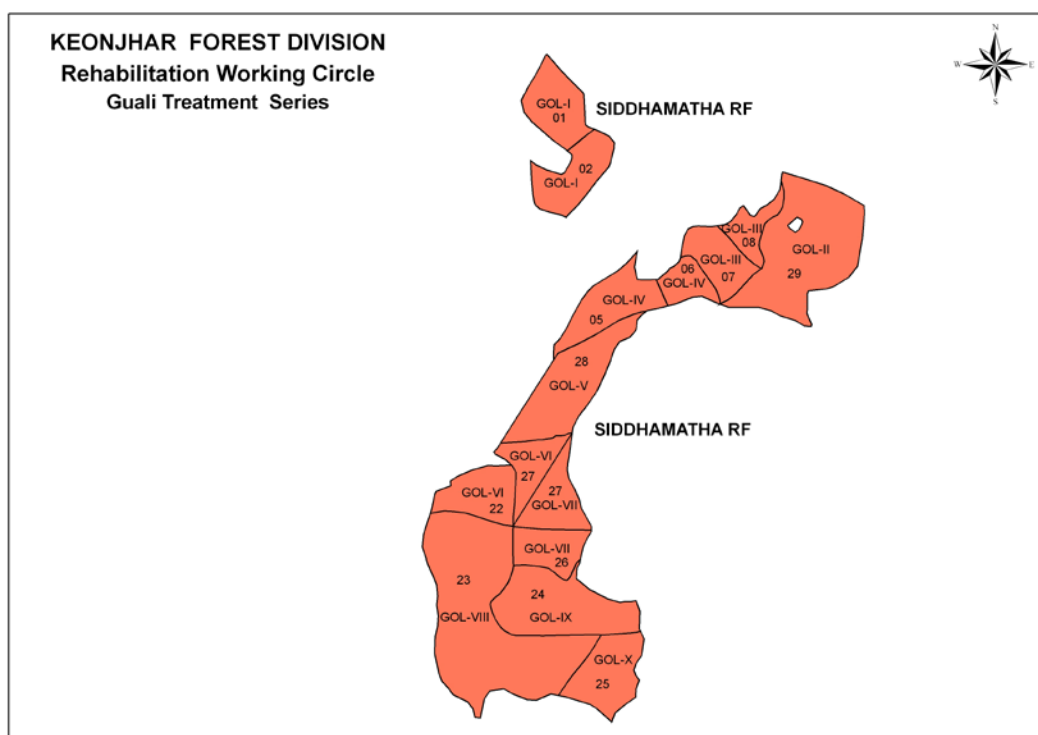 KEONJHAR FOREST DIVISION
Rehabilitation Working Circle
Guali Treatment Series
N
W
E
S
SIDDHAMATHA RF
GOL-I
01
02
GOL-I
GOL-III
08
GOL-II
29
GOL-III
07
06
GOL-IV
GOL-IV
05
28
GOL-V
SIDDHAMATHA RF
GOL-VI
27
27
GOL-VII
GOL-VI
22
GOL-VII
26
23
GOL-VIII
24
GOL-IX
GOL-X
25